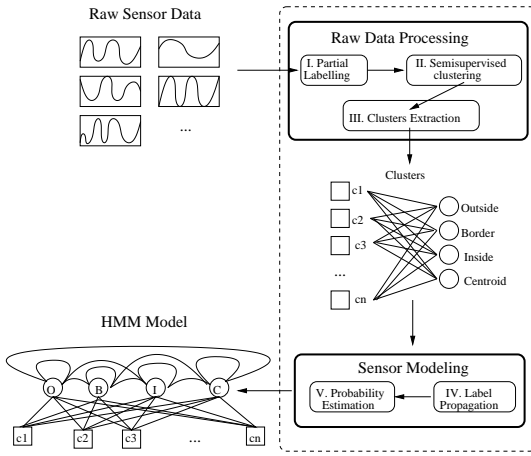 Raw Sensor Data
...
Raw Data Processing
I. Partial
Labelling
II. Semisupervised
clustering
III. Clusters Extraction
Clusters
c1
c2
c3
...
cn
Outside
Border
Inside
Centroid
Sensor Modeling
V. Probability
Estimation
IV. Label
Propagation
HMM Model
O
B
I
C
c1
c2
c3
...
cn